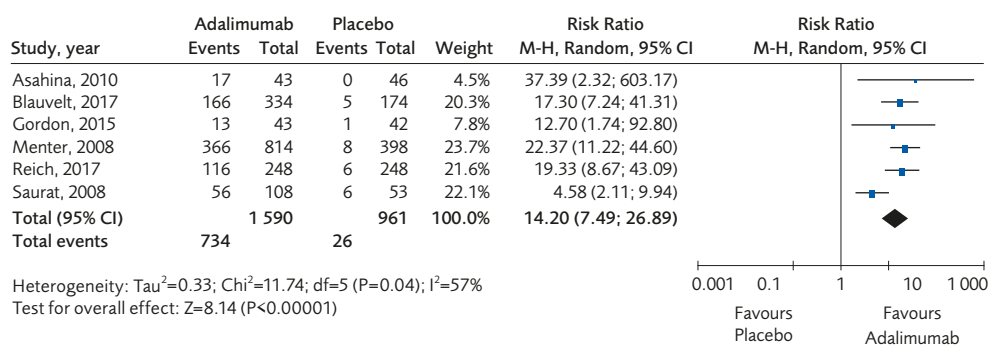 Adalimumab Placebo Risk Ratio Risk Ratio
Study, year Events Total Events Total Weight M-H, Random, 95% CI M-H, Random, 95% CI
Asahina, 2010 17 43 0 46 4.5% 37.39 (2.32; 603.17)
Blauvelt, 2017 166 334 5 174 20.3% 17.30 (7.24; 41.31)
Gordon, 2015 13 43 1 42 7.8% 12.70 (1.74; 92.80)
Menter, 2008 366 814 8 398 23.7% 22.37 (11.22; 44.60)
Reich, 2017 116 248 6 248 21.6% 19.33 (8.67; 43.09)
Saurat, 2008 56 108 6 53 22.1% 4.58 (2.11; 9.94)
Total (95% CI) 1 590 961 100.0% 14.20 (7.49; 26.89)
Total events 734 26
Heterogeneity: Tau²=0.33; Chi²=11.74; df=5 (P=0.04); I²=57%
Test for overall effect: Z=8.14 (P<0.00001)
0.001 0.1 1 10 1 000
Favours Favours
Placebo Adalimumab